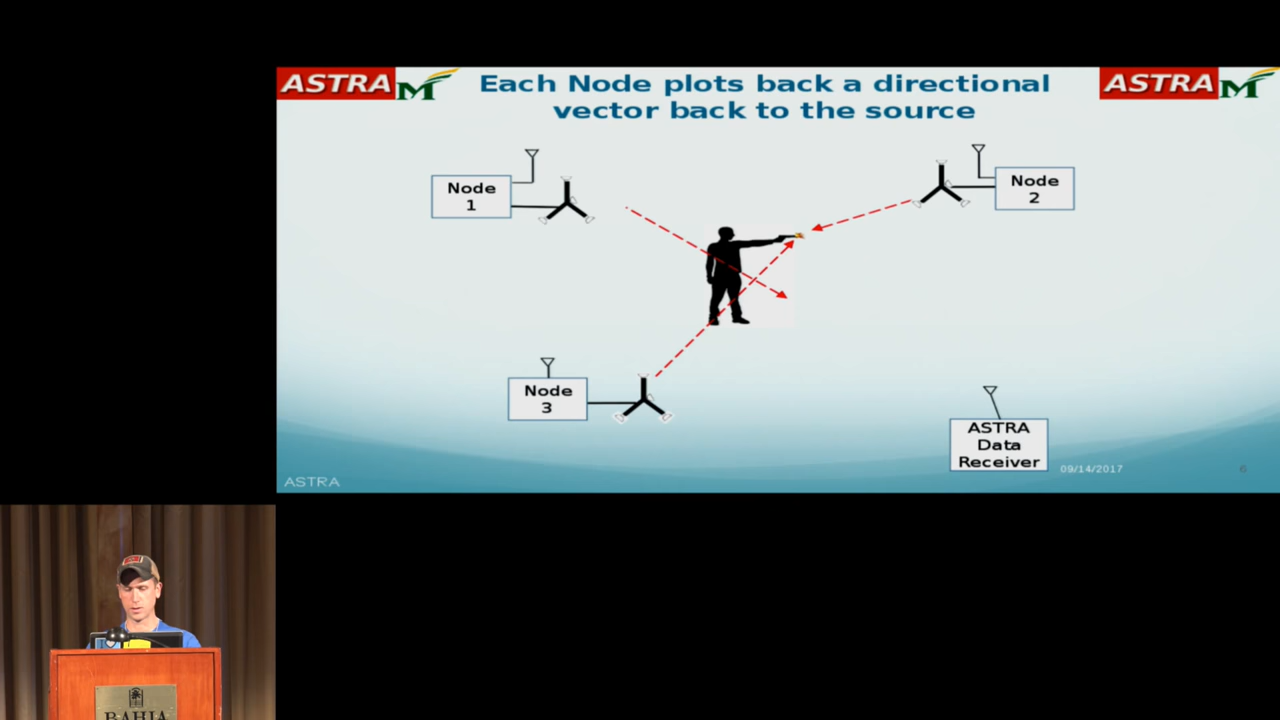 ASTRA M
Each Node plots back a directional
vector back to the source
ASTRA M
Node
1
Node
2
Node
3
ASTRA
Data
Receiver
ASTRA
09/14/2017
6
BAHIA